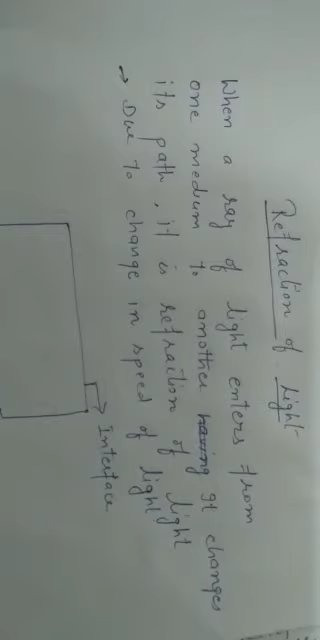 Refraction of light
When a ray of light enters from
one medium to another having It changes
its path, it is refraction of light
→ Due to change in speed of light
Interface